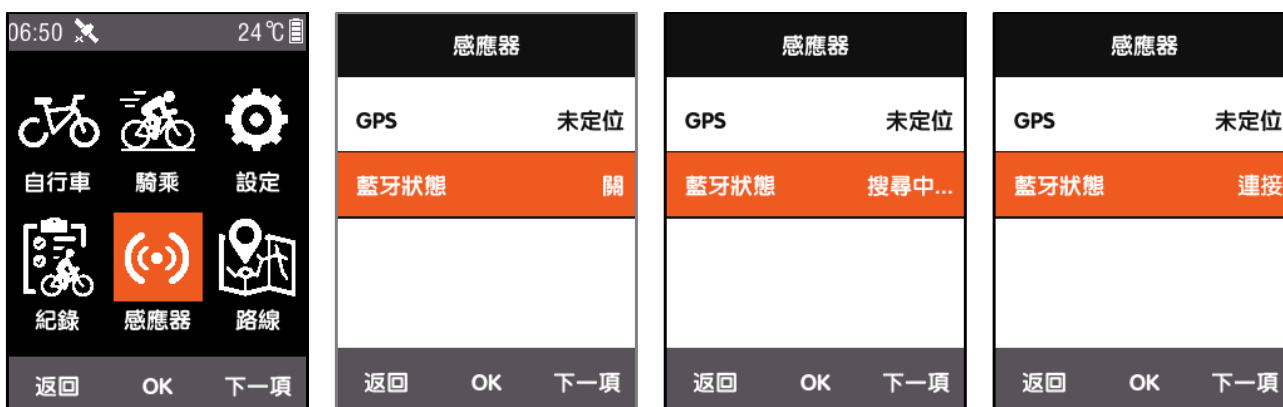 06:50 24℃
自行車 騎乘 設定
紀錄 感應器 路線
返回 OK 下一項
感應器
GPS 未定位
藍牙狀態 關
返回 OK 下一項
感應器
GPS 未定位
藍牙狀態 搜尋中...
返回 OK 下一項
感應器
GPS 未定位
藍牙狀態 連接
返回 OK 下一項